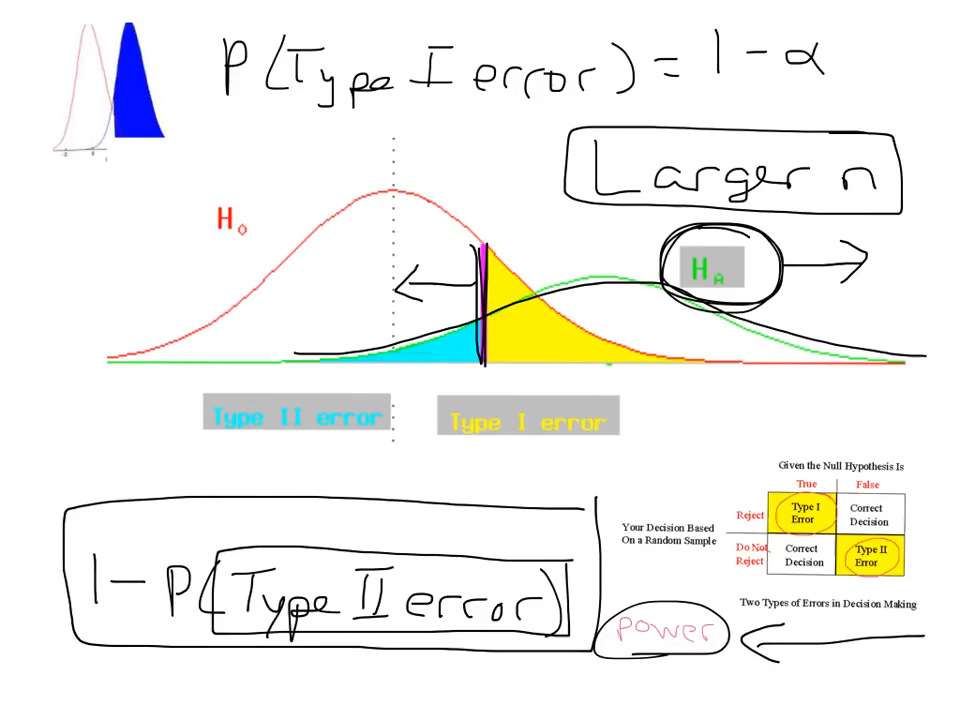 P(Type I error) = 1 - α
Larger n
H₀
H_A
Type II error
Type I error
Given the Null Hypothesis Is
True False
Your Decision Based
On a Random Sample
Reject
Type I
Error
Correct
Decision
Do Not
Reject
Correct
Decision
Type II
Error
Two Types of Errors in Decision Making
1 - P(Type II error)
power